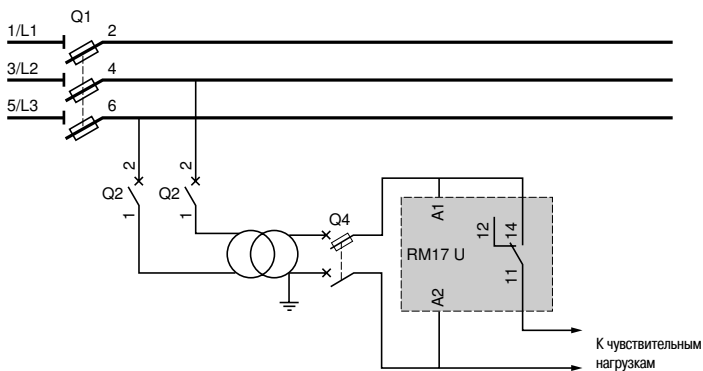 Q1
1/L1 2
3/L2 4
5/L3 6
2 2
Q2 Q2
1 1
Q4
A1
12 14
RM17 U
11
A2
К чувствительным
нагрузкам